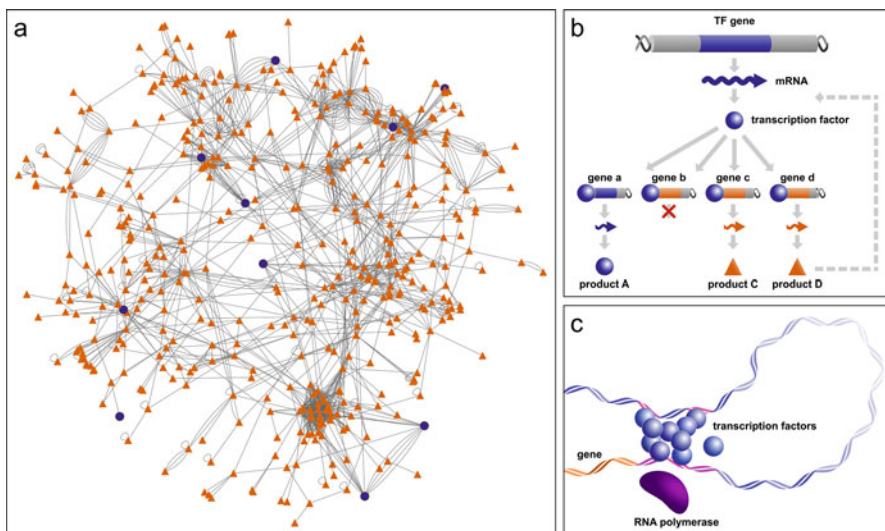 a
b
TF gene
mRNA
transcription factor
gene a
gene b
gene c
gene d
product A
product C
product D
c
transcription factors
gene
RNA polymerase